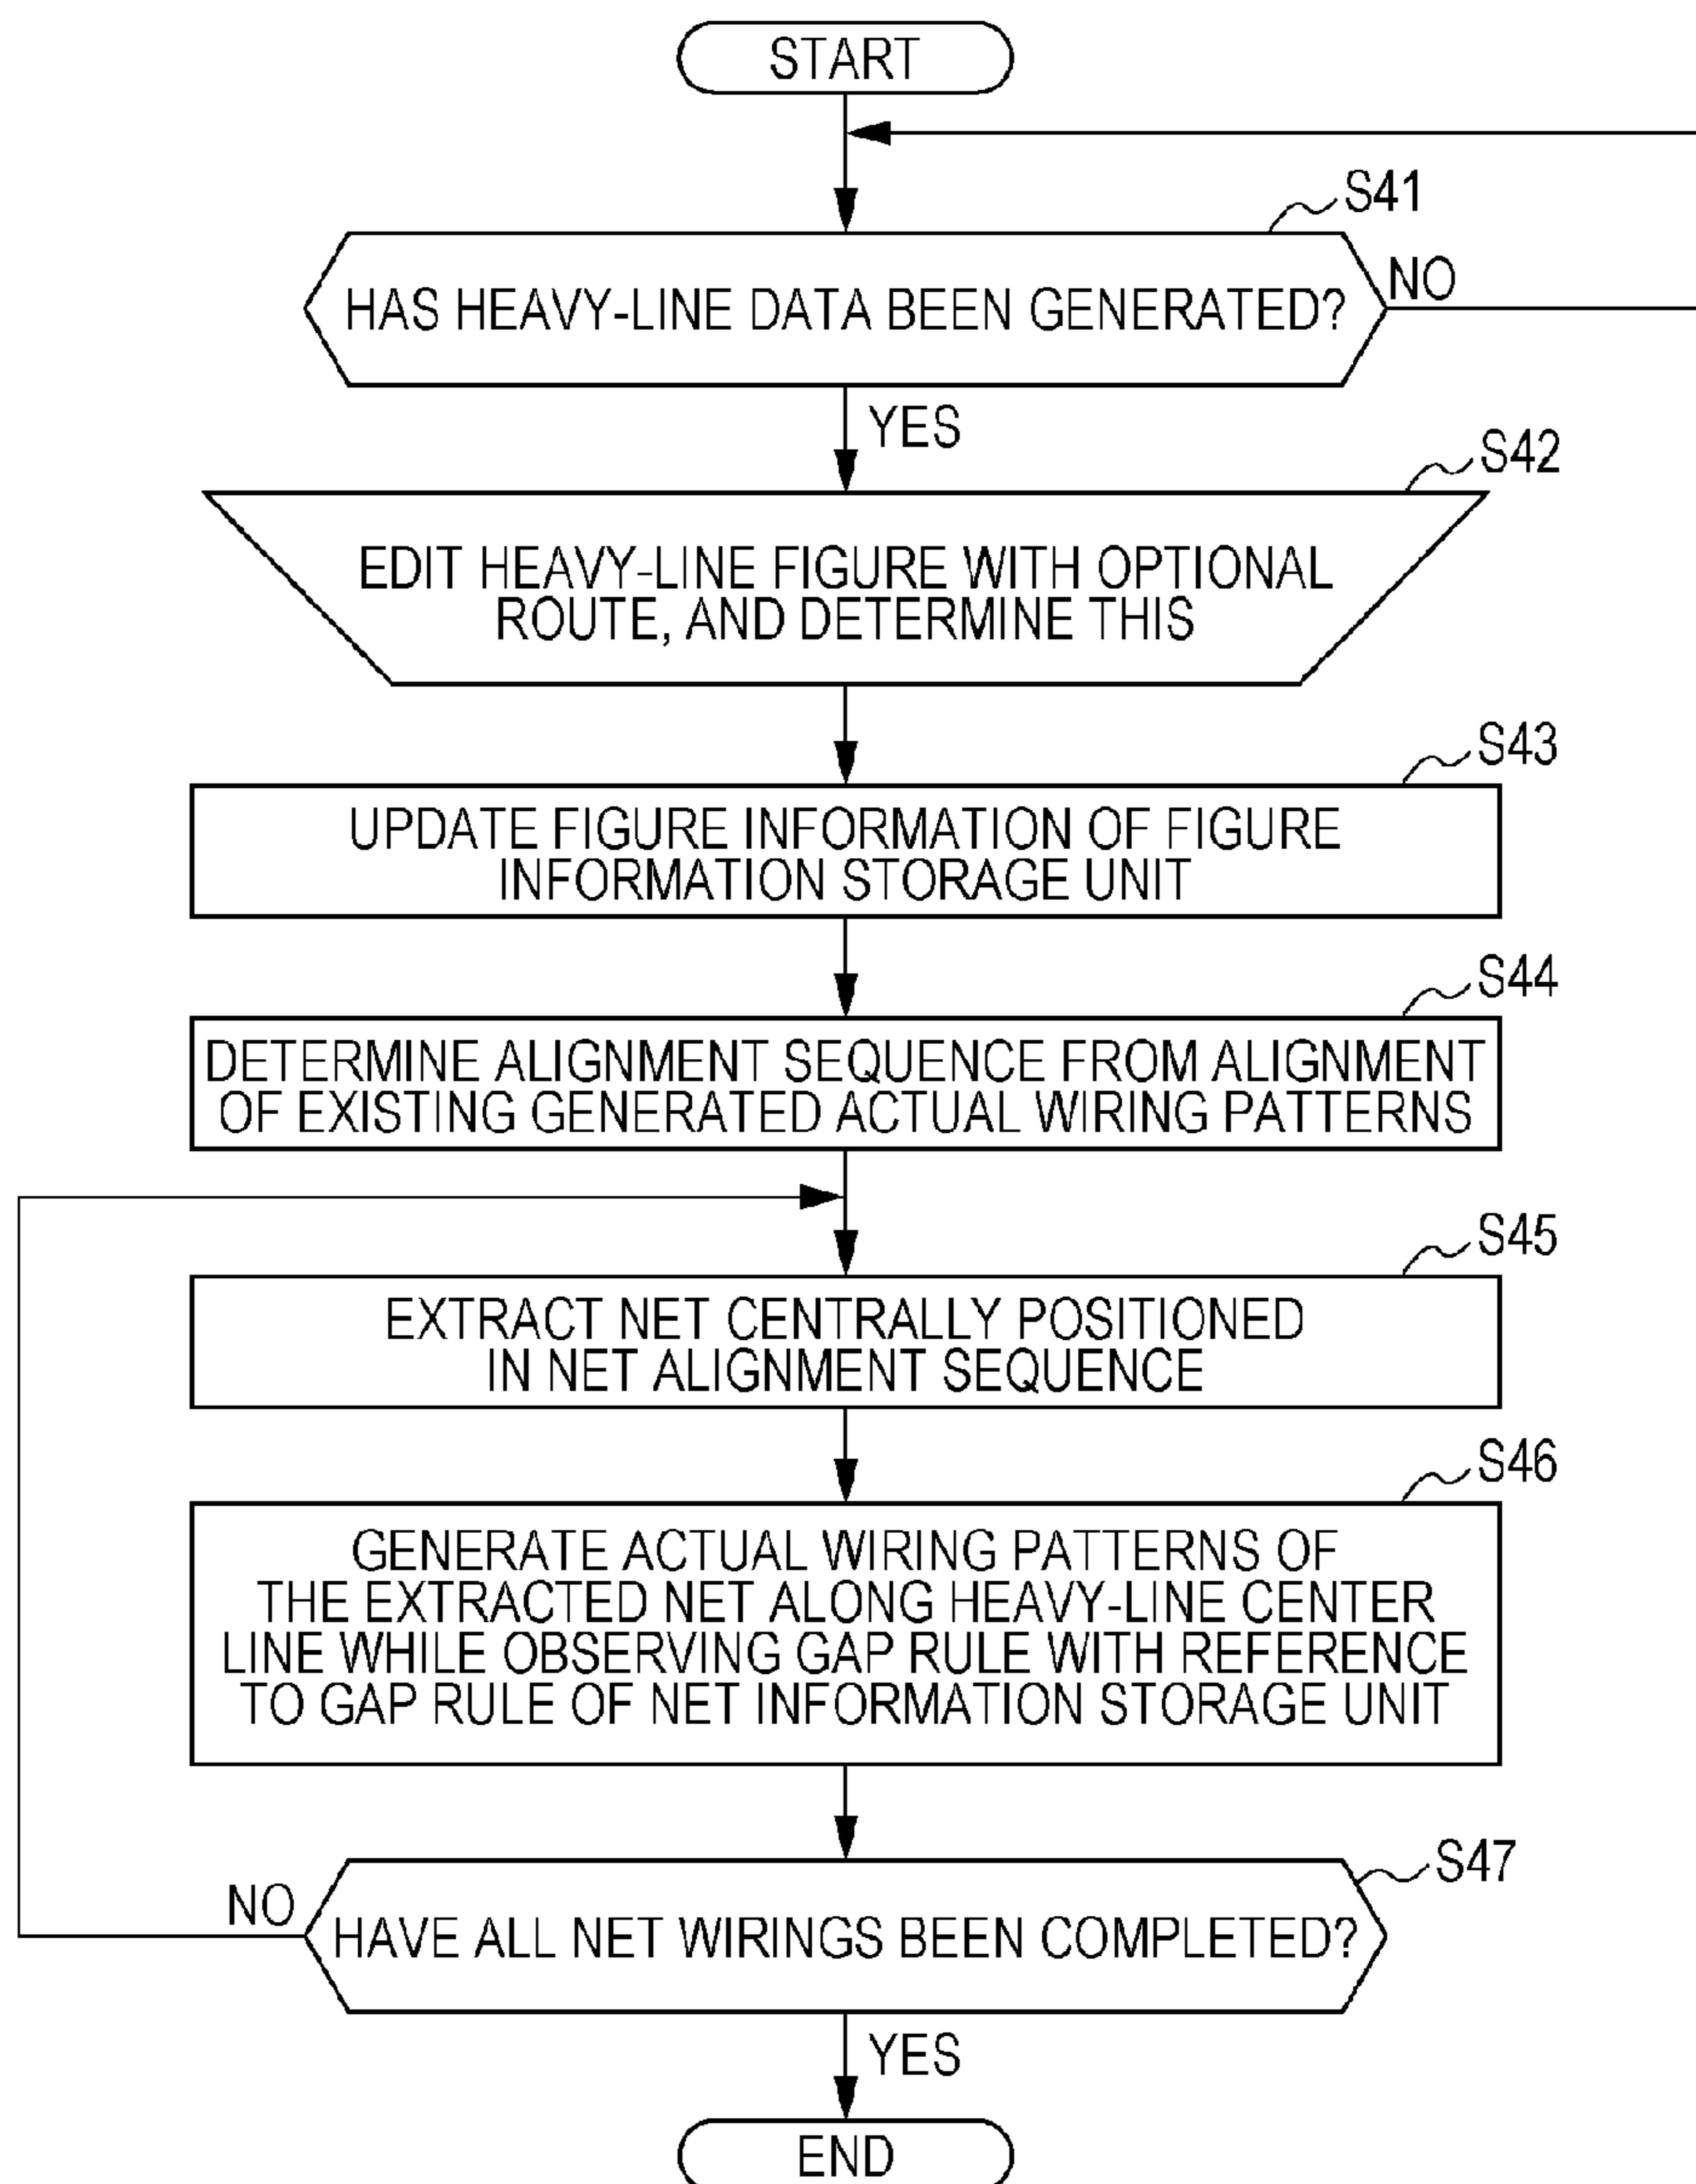 START
S41
HAS HEAVY-LINE DATA BEEN GENERATED?
NO
YES
S42
EDIT HEAVY-LINE FIGURE WITH OPTIONAL
ROUTE, AND DETERMINE THIS
S43
UPDATE FIGURE INFORMATION OF FIGURE
INFORMATION STORAGE UNIT
S44
DETERMINE ALIGNMENT SEQUENCE FROM ALIGNMENT
OF EXISTING GENERATED ACTUAL WIRING PATTERNS
S45
EXTRACT NET CENTRALLY POSITIONED
IN NET ALIGNMENT SEQUENCE
S46
GENERATE ACTUAL WIRING PATTERNS OF
THE EXTRACTED NET ALONG HEAVY-LINE CENTER
LINE WHILE OBSERVING GAP RULE WITH REFERENCE
TO GAP RULE OF NET INFORMATION STORAGE UNIT
S47
NO
HAVE ALL NET WIRINGS BEEN COMPLETED?
YES
END